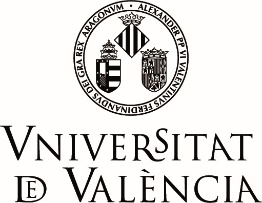 ALEXANDER PP VI VALENTINVS FERDINANDVS DEI GRA REX ARAGONVM
VNIVERSITAT
DE VALÈNCIA